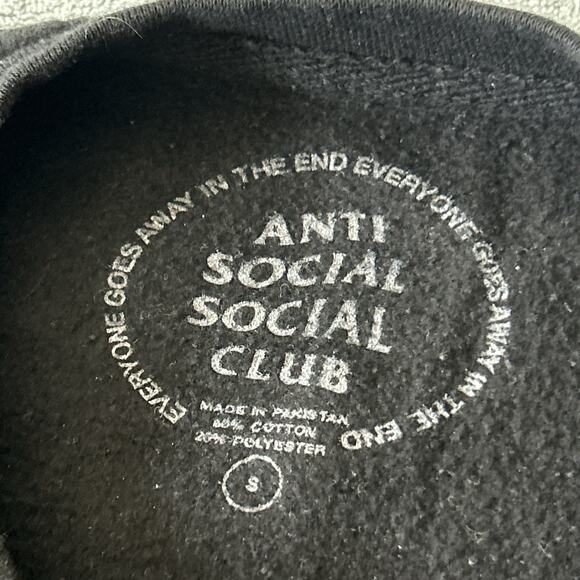 EVERYONE GOES AWAY IN THE END EVERYONE GOES AWAY IN THE END
ANTI
SOCIAL
SOCIAL
CLUB
MADE IN PAKISTAN
80% COTTON
20% POLYESTER
S